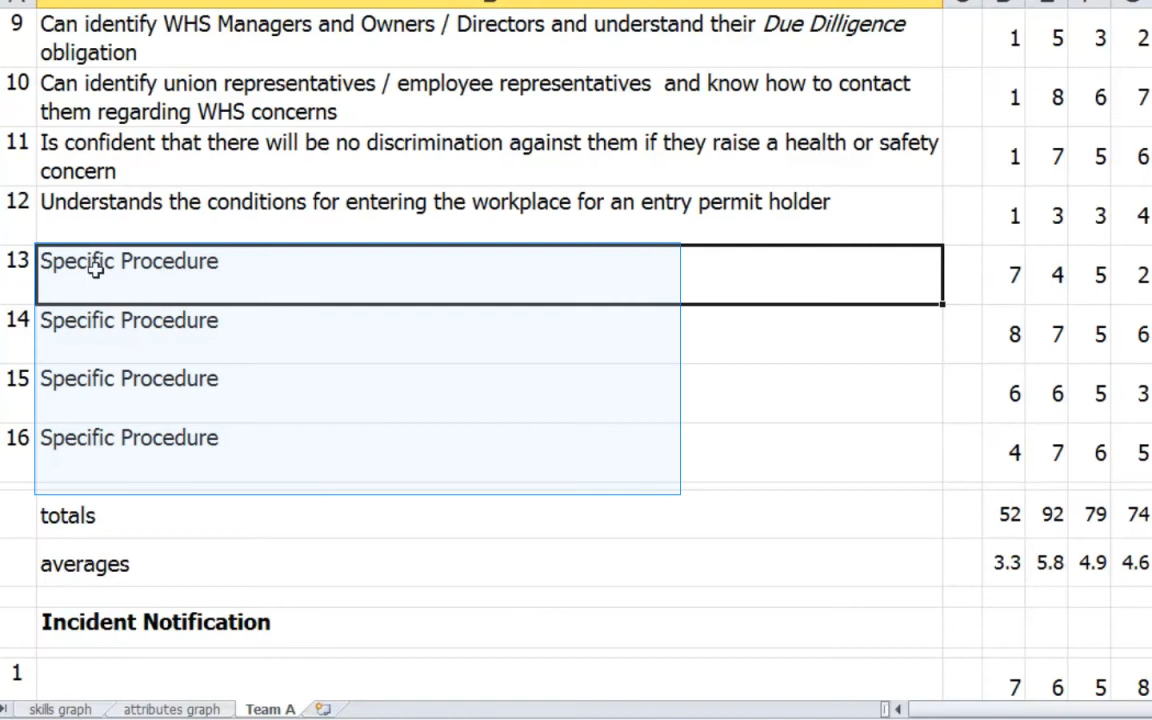 9 Can identify WHS Managers and Owners / Directors and understand their Due Dilligence 1 5 3 2
obligation
10 Can identify union representatives / employee representatives and know how to contact 1 8 6 7
them regarding WHS concerns
11 Is confident that there will be no discrimination against them if they raise a health or safety 1 7 5 6
concern
12 Understands the conditions for entering the workplace for an entry permit holder 1 3 3 4
13 Specific Procedure 7 4 5 2
14 Specific Procedure 8 7 5 6
15 Specific Procedure 6 6 5 3
16 Specific Procedure 4 7 6 5
totals 52 92 79 74
averages 3.3 5.8 4.9 4.6
Incident Notification
1 7 6 5 8
skills graph attributes graph Team A